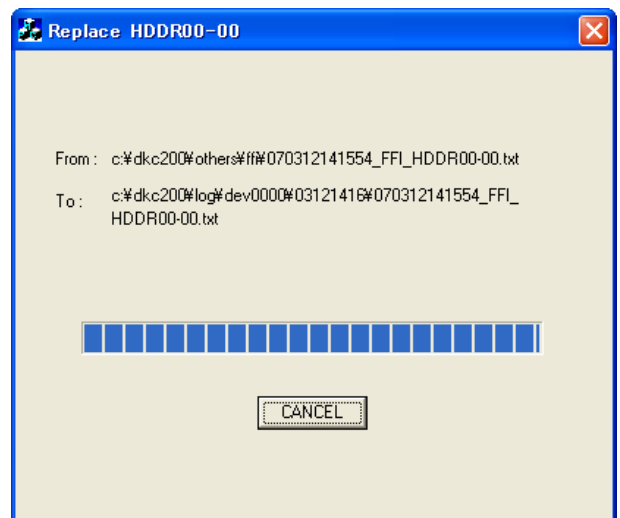 Replace HDDR00-00
From : c:¥dkc200¥others¥ffi¥070312141554_FFI_HDDR00-00.txt
To : c:¥dkc200¥log¥dev0000¥03121416¥070312141554_FFI_
HDDR00-00.txt
CANCEL